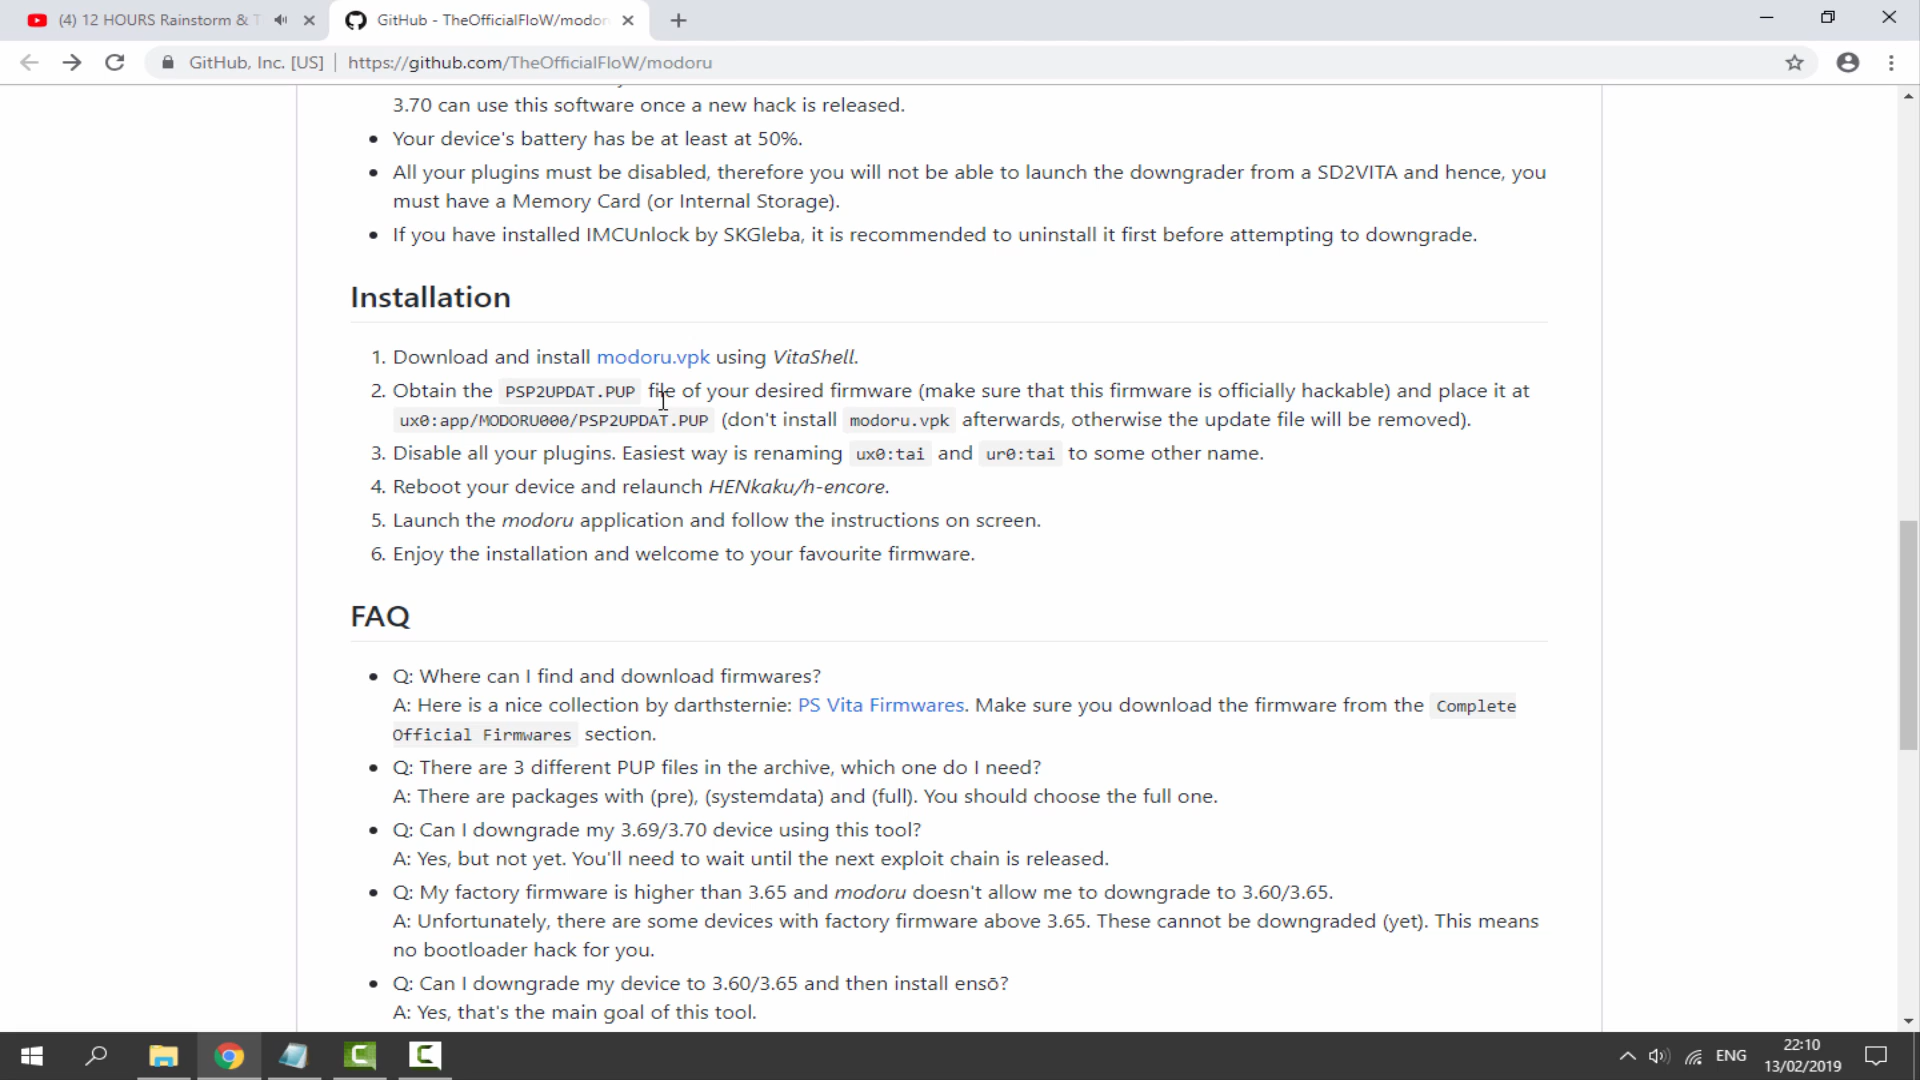 (4) 12 HOURS Rainstorm & T
GitHub - TheOfficialFloW/modor
GitHub, Inc. [US] | https://github.com/TheOfficialFloW/modoru
3.70 can use this software once a new hack is released.
• Your device's battery has be at least at 50%.
• All your plugins must be disabled, therefore you will not be able to launch the downgrader from a SD2VITA and hence, you
must have a Memory Card (or Internal Storage).
• If you have installed IMCUnlock by SKGleba, it is recommended to uninstall it first before attempting to downgrade.
Installation
1. Download and install modoru.vpk using VitaShell.
2. Obtain the PSP2UPDAT.PUP file of your desired firmware (make sure that this firmware is officially hackable) and place it at
ux0:app/MODORU000/PSP2UPDAT.PUP (don't install modoru.vpk afterwards, otherwise the update file will be removed).
3. Disable all your plugins. Easiest way is renaming ux0:tai and ur0:tai to some other name.
4. Reboot your device and relaunch HENkaku/h-encore.
5. Launch the modoru application and follow the instructions on screen.
6. Enjoy the installation and welcome to your favourite firmware.
FAQ
• Q: Where can I find and download firmwares?
A: Here is a nice collection by darthsternie: PS Vita Firmwares. Make sure you download the firmware from the Complete
Official Firmwares section.
• Q: There are 3 different PUP files in the archive, which one do I need?
A: There are packages with (pre), (systemdata) and (full). You should choose the full one.
• Q: Can I downgrade my 3.69/3.70 device using this tool?
A: Yes, but not yet. You'll need to wait until the next exploit chain is released.
• Q: My factory firmware is higher than 3.65 and modoru doesn't allow me to downgrade to 3.60/3.65.
A: Unfortunately, there are some devices with factory firmware above 3.65. These cannot be downgraded (yet). This means
no bootloader hack for you.
• Q: Can I downgrade my device to 3.60/3.65 and then install ensō?
A: Yes, that's the main goal of this tool.
ENG
22:10
13/02/2019